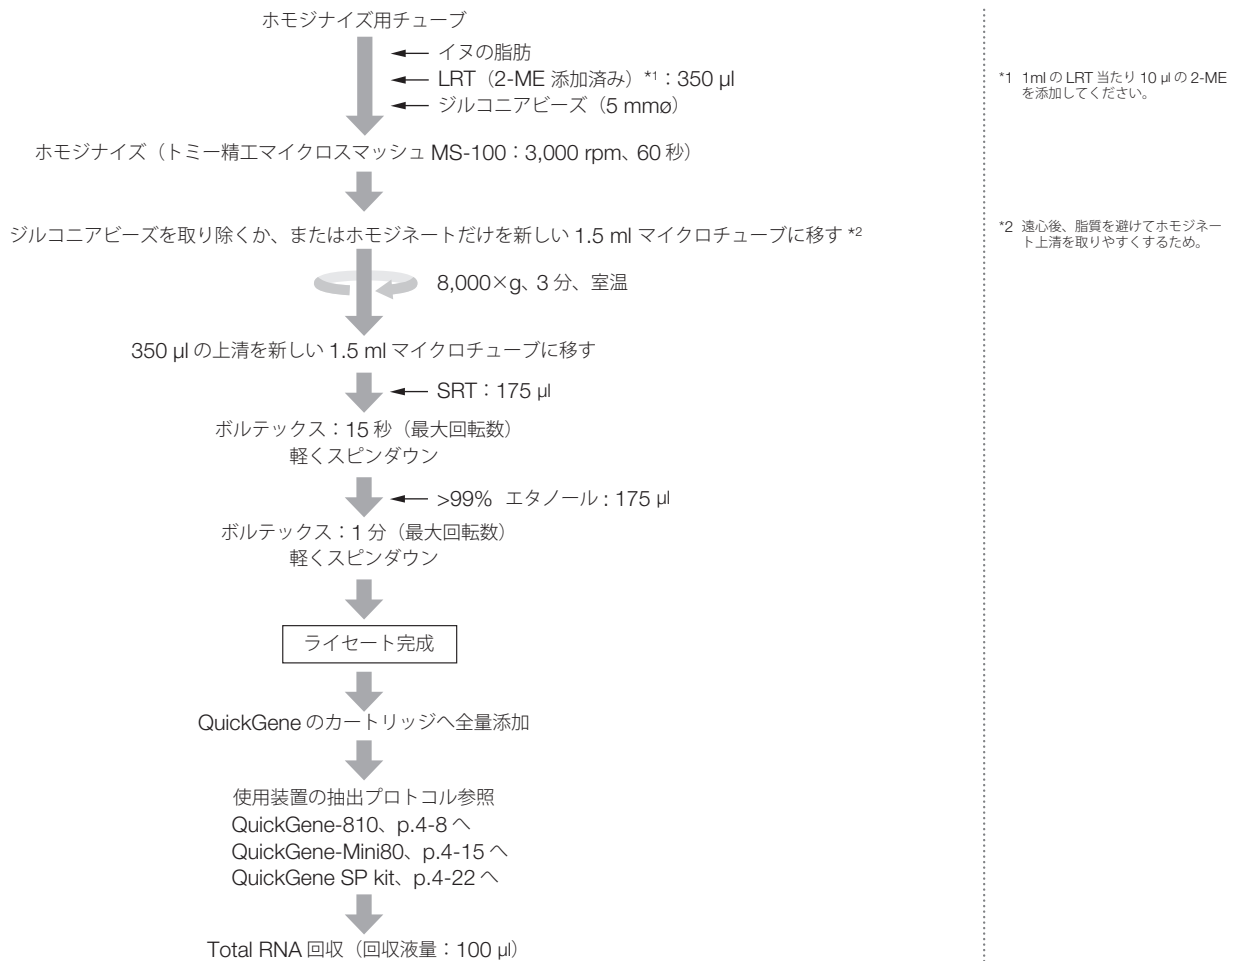 ホモジナイズ用チューブ
イヌの脂肪
LRT（2-ME 添加済み）*1：350 µl
ジルコニアビーズ（5 mmø）
*1 1mlのLRT 当たり 10 µl の 2-ME
を添加してください。
ホモジナイズ（トミー精工マイクロスマッシュ MS-100：3,000 rpm、60 秒）
ジルコニアビーズを取り除くか、またはホモジネートだけを新しい 1.5 ml マイクロチューブに移す *2
*2 遠心後、脂質を避けてホモジネー
ト上清を取りやすくするため。
8,000×g、3 分、室温
350 µl の上清を新しい 1.5 ml マイクロチューブに移す
SRT：175 µl
ボルテックス：15 秒（最大回転数）
軽くスピンダウン
>99% エタノール : 175 µl
ボルテックス：1 分（最大回転数）
軽くスピンダウン
ライセート完成
QuickGene のカートリッジへ全量添加
使用装置の抽出プロトコル参照
QuickGene-810、p.4-8 へ
QuickGene-Mini80、p.4-15 へ
QuickGene SP kit、p.4-22 へ
Total RNA 回収（回収液量：100 µl）